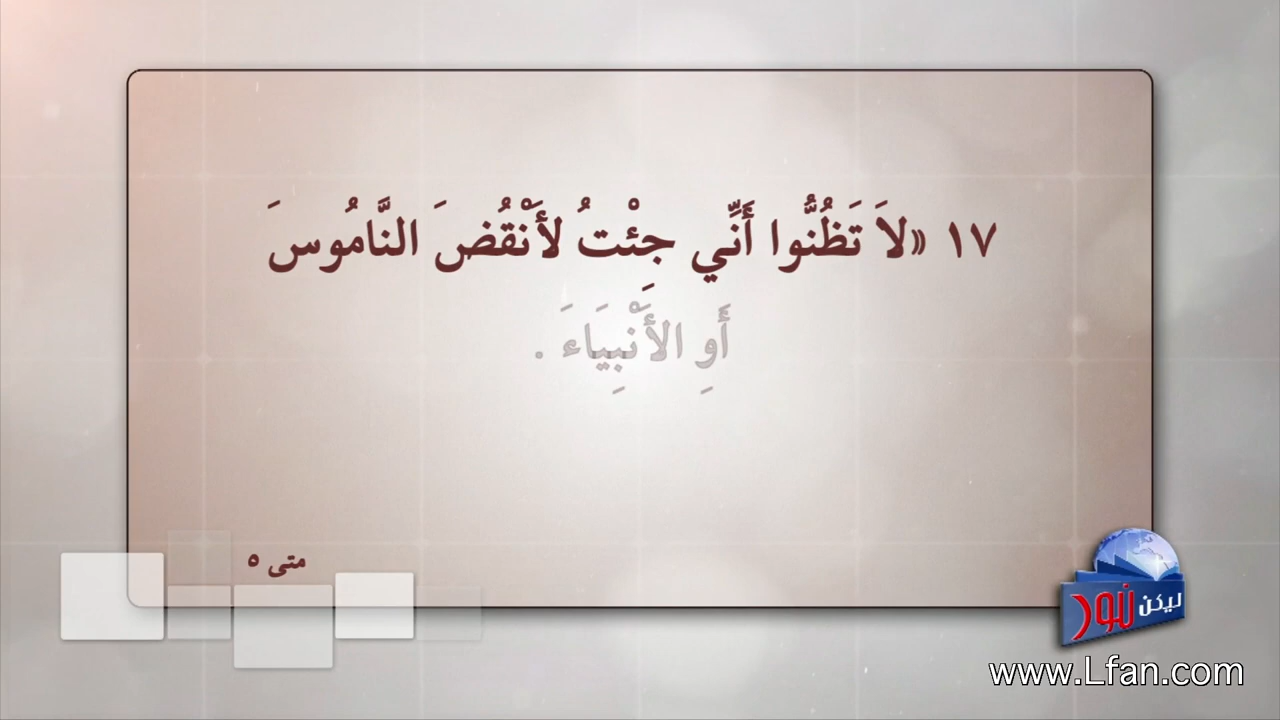 ١٧ «لاَ تَظُنُّوا أَنِّي جِئْتُ لأَنْقُضَ النَّامُوسَ
أَوِ الأَنْبِيَاءَ .
متى ٥
ليكن نور
www.Lfan.com